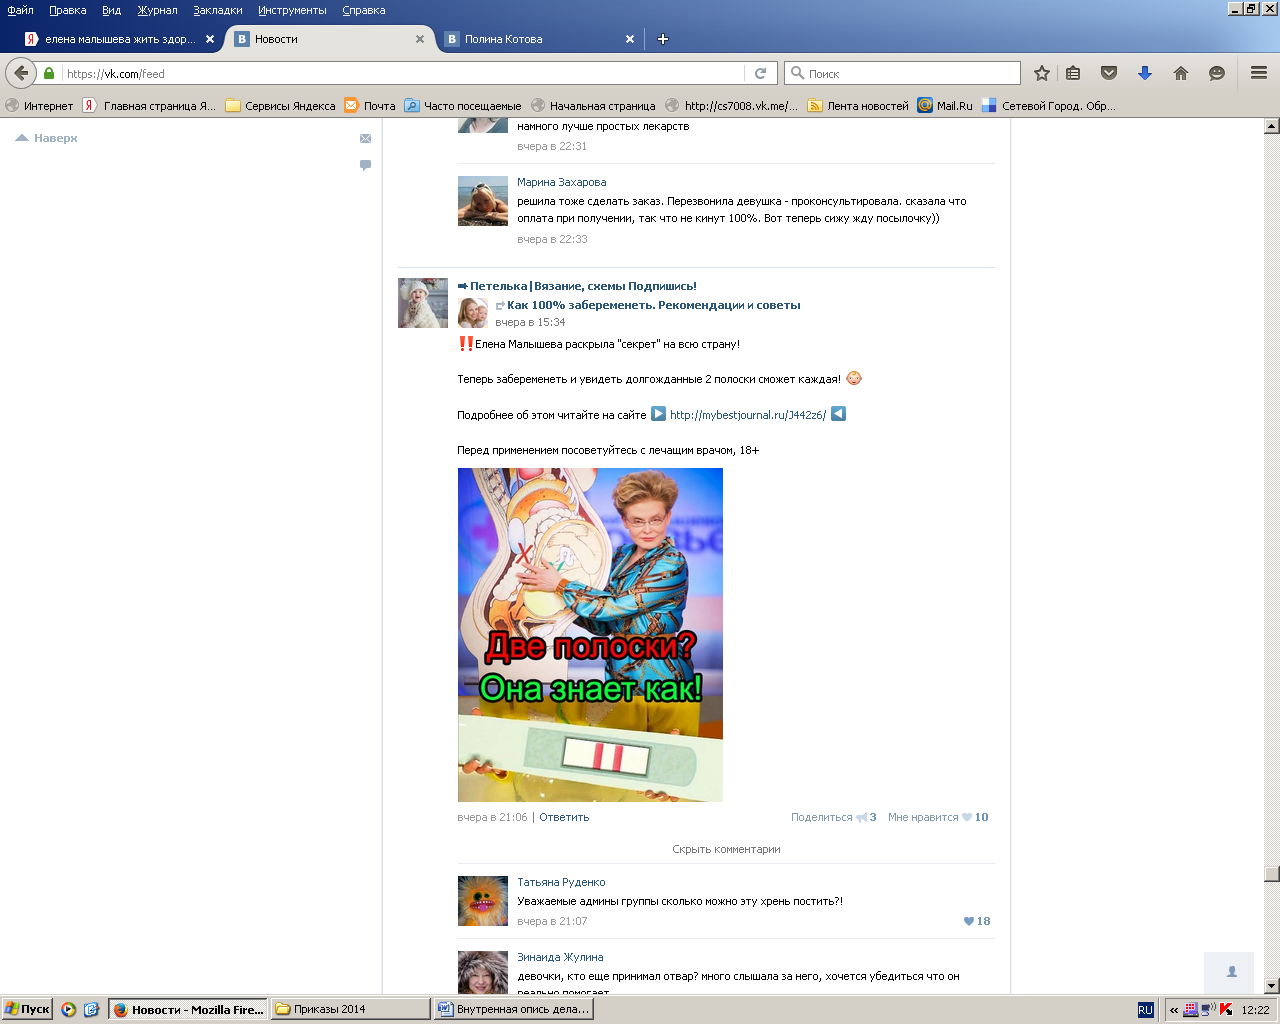 Файл Правка Вид Журнал Закладки Инструменты Справка
елена малышева жить здор...
Новости
Полина Котова
https://vk.com/feed
Поиск
Интернет
Главная страница Я...
Сервисы Яндекса
Почта
Часто посещаемые
Начальная страница
http://cs7008.vk.me/...
Лента новостей
Mail.Ru
Сетевой Город. Обр...
Наверх
намного лучше простых лекарств
вчера в 22:31
Марина Захарова
решила тоже сделать заказ. Перезвонила девушка - проконсультировала. сказала что
оплата при получении, так что не кинут 100%. Вот теперь сижу жду посылочку))
вчера в 22:33
➡ Петелька|Вязание, схемы Подпишись!
Как 100% забеременеть. Рекомендации и советы
вчера в 15:34
‼Елена Малышева раскрыла "секрет" на всю страну!
Теперь забеременеть и увидеть долгожданные 2 полоски сможет каждая! 👶
Подробнее об этом читайте на сайте ▶ http://mybestjournal.ru/J442z6/ ◀
Перед применением посоветуйтесь с лечащим врачом, 18+
Две полоски?
Она знает как!
вчера в 21:06 | Ответить
Поделиться 3 Мне нравится 10
Скрыть комментарии
Татьяна Руденко
Уважаемые админы группы сколько можно эту хрень постить?!
вчера в 21:07
18
Зинаида Жулина
девочки, кто еще принимал отвар? много слышала за него, хочется убедиться что он
реально помогает
Пуск
Новости - Mozilla Fire...
Приказы 2014
Внутренная опись дела...
RU
«
12:22